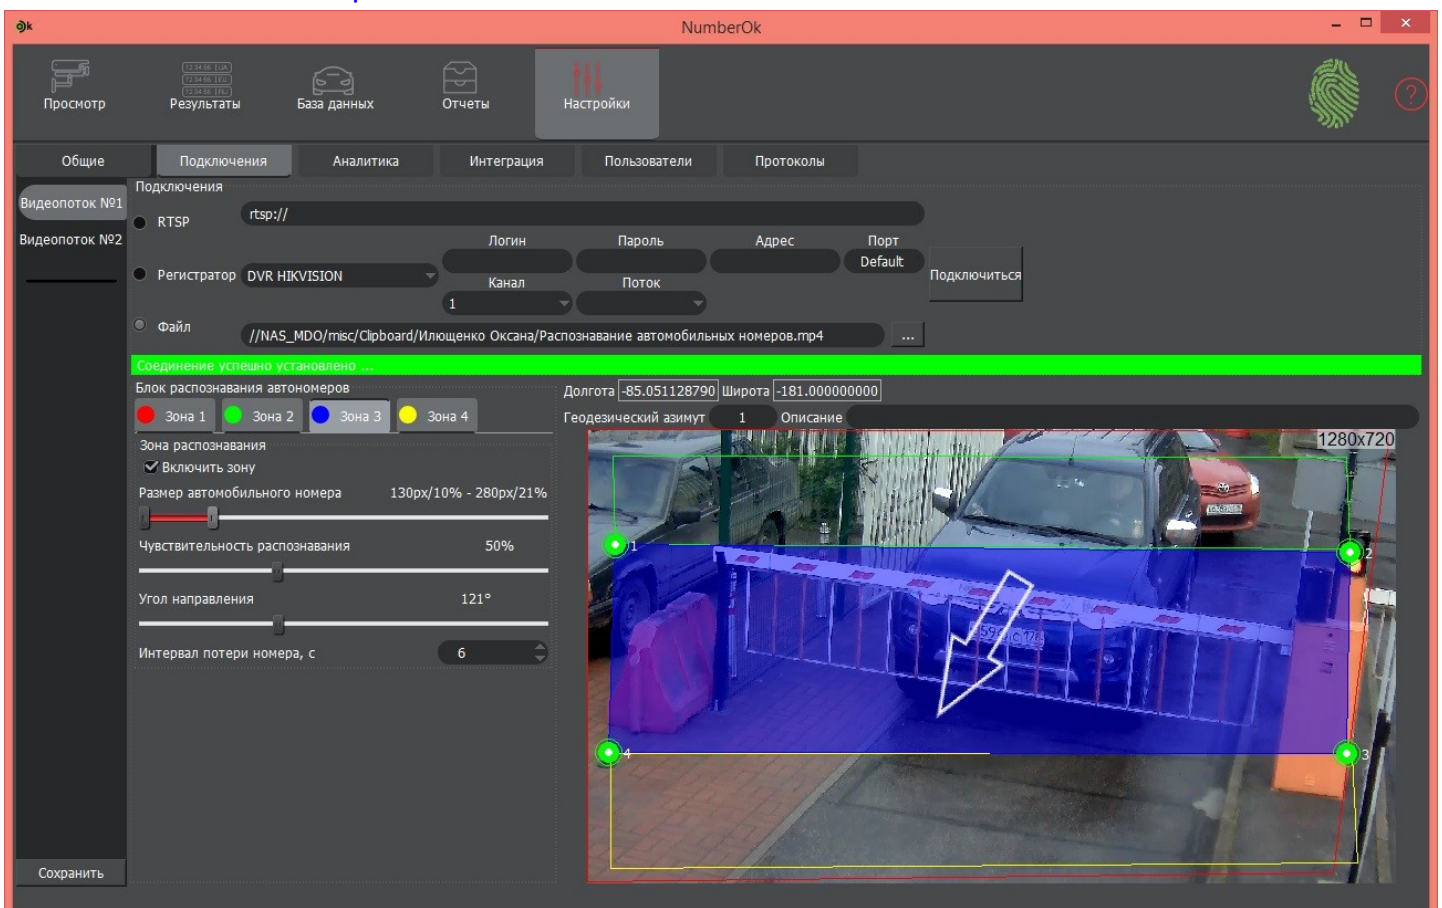 NumberOk
Просмотр
Результаты
База данных
Отчеты
Настройки
Общие
Подключения
Аналитика
Интеграция
Пользователи
Протоколы
Видеопоток №1
Видеопоток №2
Подключения
RTSP
rtsp://
Логин
Пароль
Адрес
Порт
Регистратор
DVR HIKVISION
Default
Подключиться
Канал
Поток
1
Файл
//NAS_MDO/misc/Clipboard/Илющенко Оксана/Распознавание автомобильных номеров.mp4
...
Соединение успешно установлено ...
Блок распознавания автономеров
Зона 1
Зона 2
Зона 3
Зона 4
Зона распознавания
Включить зону
Размер автомобильного номера 130px/10% - 280px/21%
Чувствительность распознавания 50%
Угол направления 121°
Интервал потери номера, с 6
Долгота -85.051128790 Широта -181.000000000
Геодезический азимут 1 Описание
1280x720
1
2
3
4
Сохранить